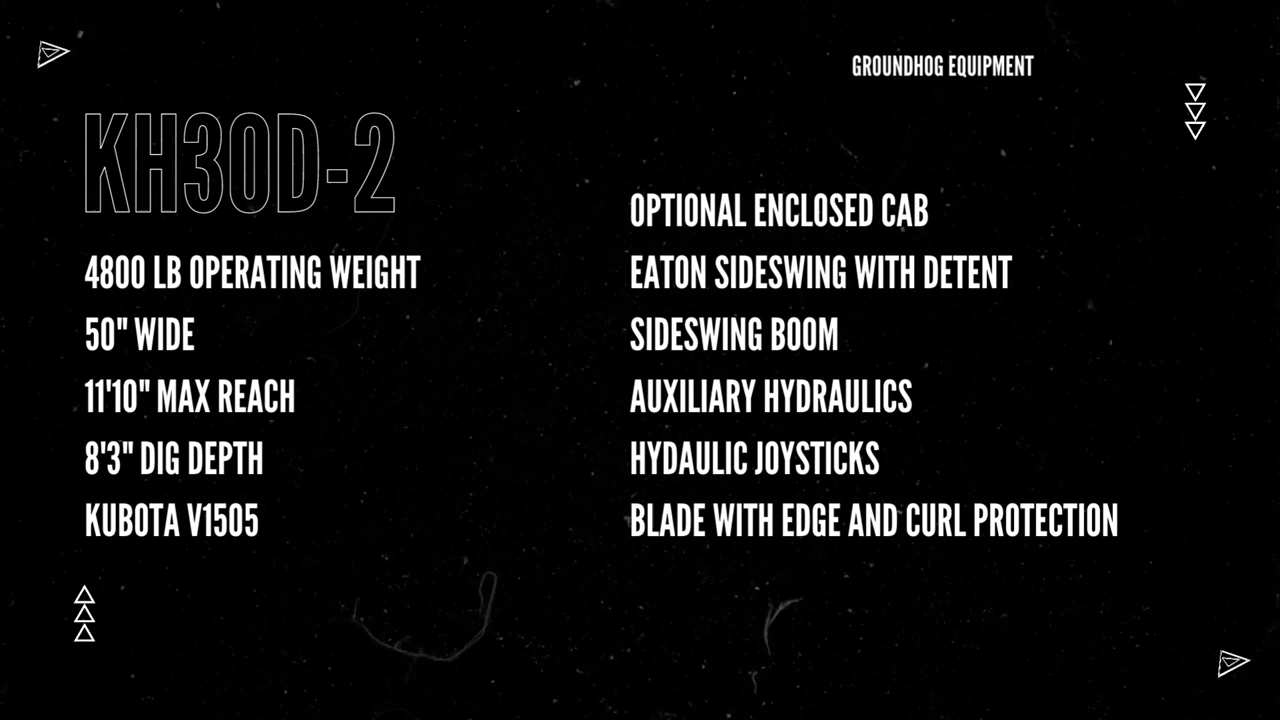 GROUNDHOG EQUIPMENT
KH30D-2
4800 LB OPERATING WEIGHT
50" WIDE
11'10" MAX REACH
8'3" DIG DEPTH
KUBOTA V1505
OPTIONAL ENCLOSED CAB
EATON SIDESWING WITH DETENT
SIDESWING BOOM
AUXILIARY HYDRAULICS
HYDAULIC JOYSTICKS
BLADE WITH EDGE AND CURL PROTECTION